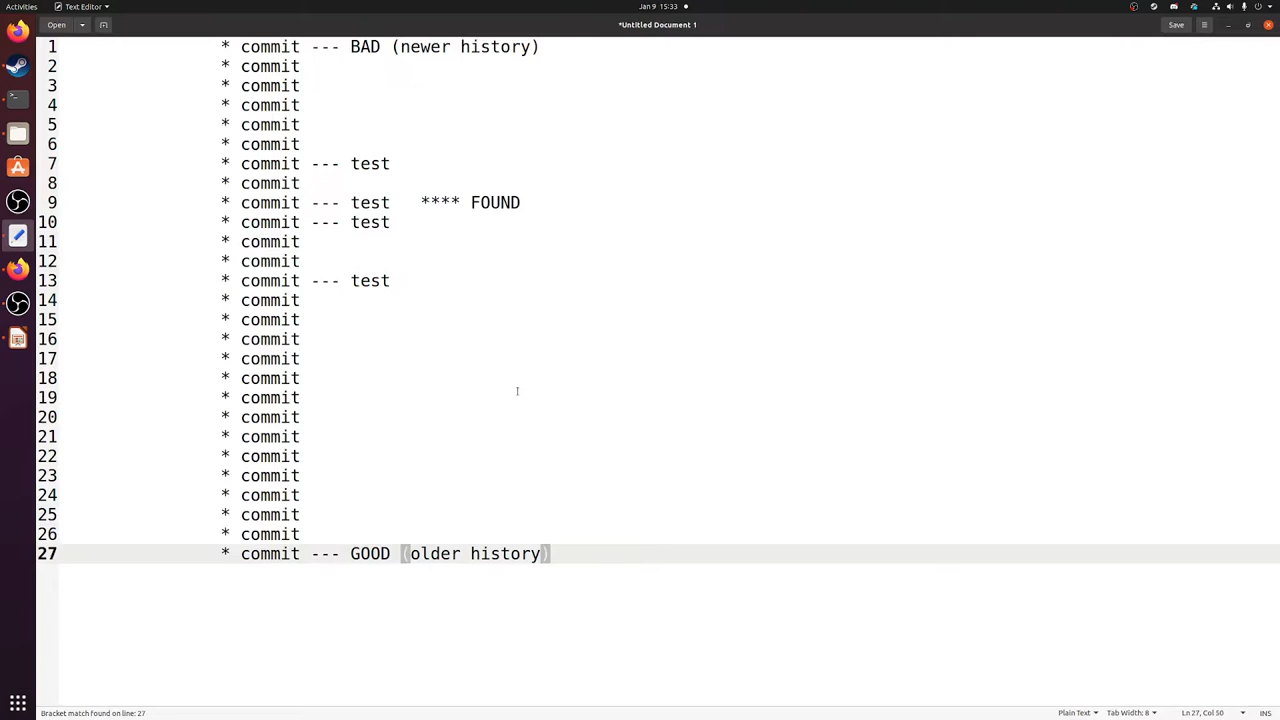 Activities
Text Editor
Jan 9 15:33
Open
*Untitled Document 1
Save
1 * commit --- BAD (newer history)
2 * commit
3 * commit
4 * commit
5 * commit
6 * commit
7 * commit --- test
8 * commit
9 * commit --- test **** FOUND
10 * commit --- test
11 * commit
12 * commit
13 * commit --- test
14 * commit
15 * commit
16 * commit
17 * commit
18 * commit
19 * commit
20 * commit
21 * commit
22 * commit
23 * commit
24 * commit
25 * commit
26 * commit
27 * commit --- GOOD (older history)
Bracket match found on line: 27
Plain Text
Tab Width: 8
Ln 27, Col 50
INS